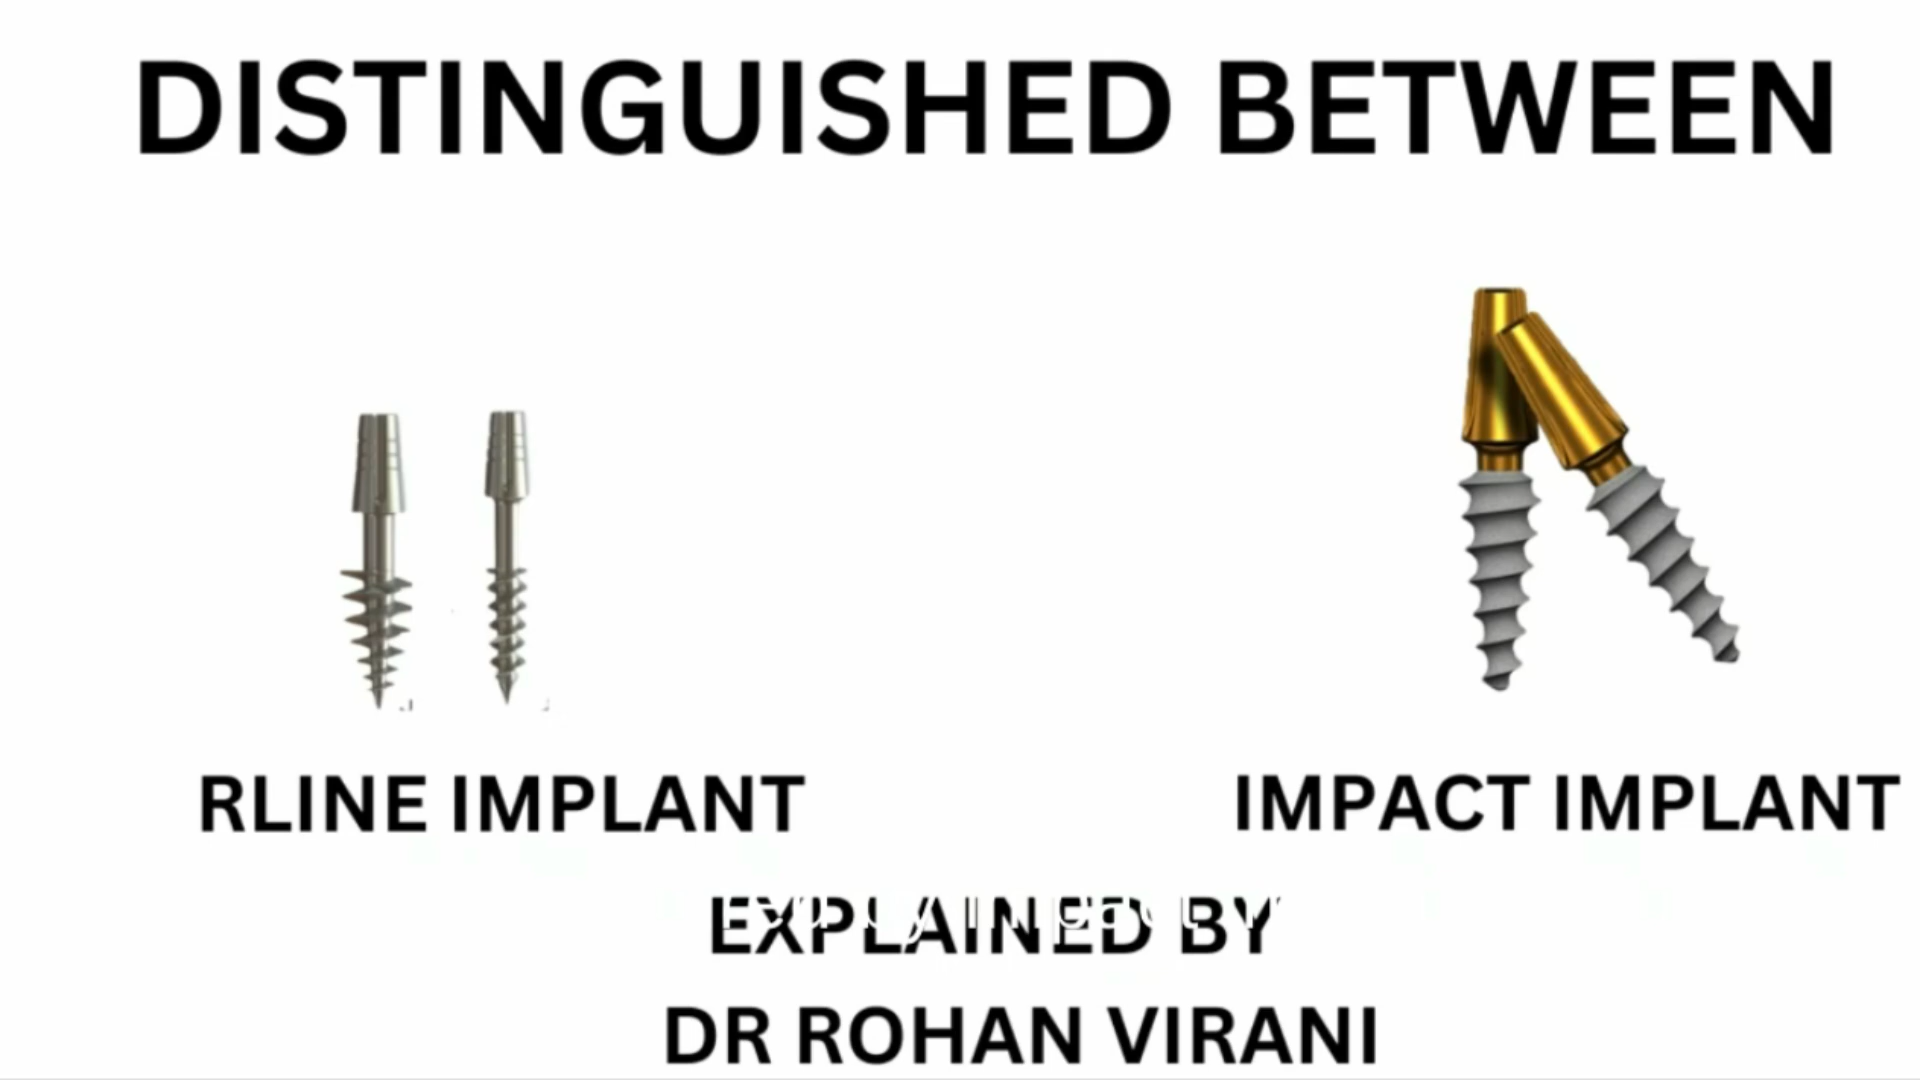 DISTINGUISHED BETWEEN
RLINE IMPLANT
IMPACT IMPLANT
EXPLAINED BY
DR ROHAN VIRANI